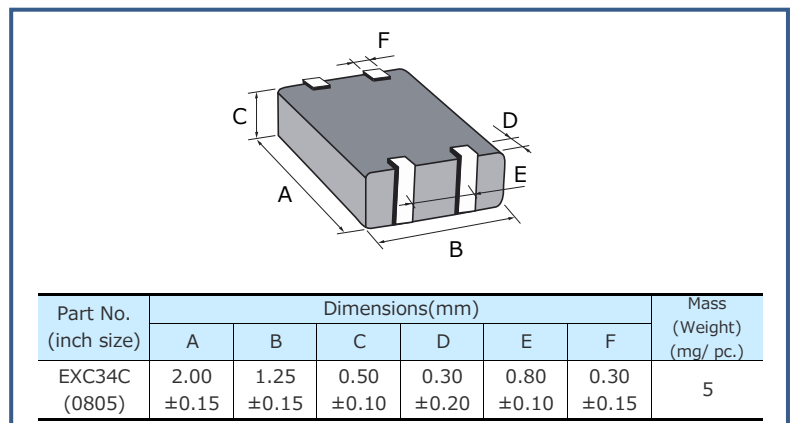 F
C
D
E
A
B
Part No. (inch size) Dimensions(mm) Mass (Weight) (mg/ pc.)
A B C D E F
EXC34C (0805) 2.00 ±0.15 1.25 ±0.15 0.50 ±0.10 0.30 ±0.20 0.80 ±0.10 0.30 ±0.15 5